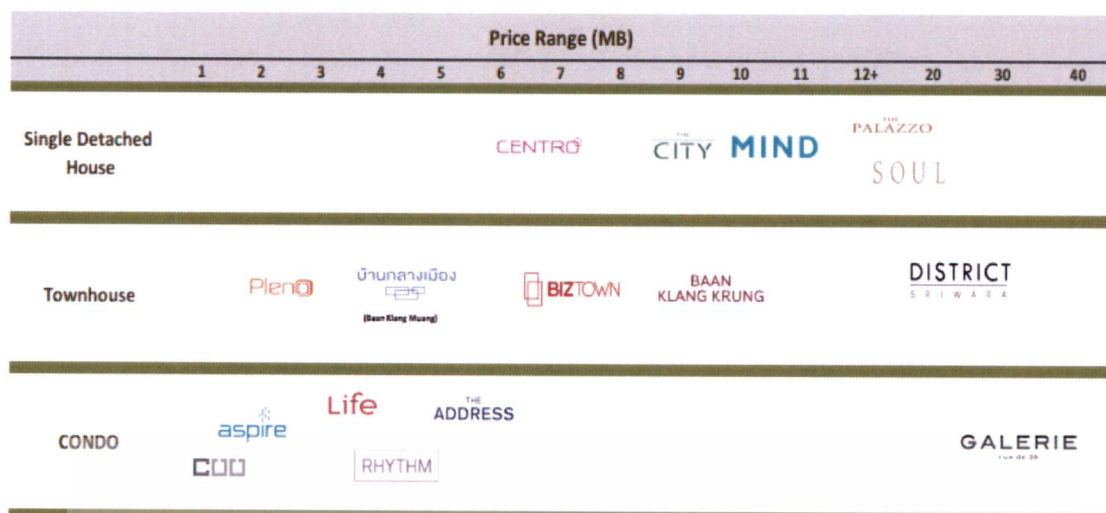 Price Range (MB)
1 2 3 4 5 6 7 8 9 10 11 12+ 20 30 40
Single Detached
House
CENTRO
THE
CITY
MIND
THE
PALAZZO
SOUL
Townhouse
Pleno
บ้านกลางเมือง
(Baan Klang Muang)
BIZTOWN
BAAN
KLANG KRUNG
DISTRICT
SRIWARA
CONDO
aspire
Life
THE
ADDRESS
RHYTHM
GALERIE
rue de 39